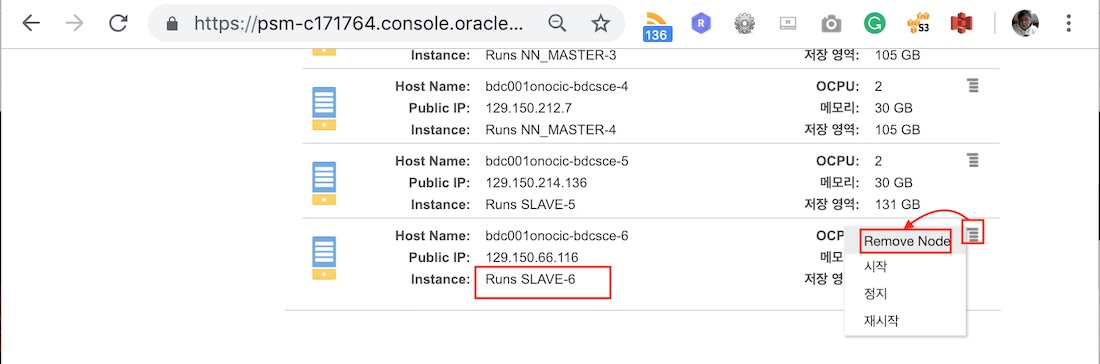 https://psm-c171764.console.oracle...
136
R
N
G
S3
Instance: Runs NN_MASTER-3 저장 영역: 105 GB
Host Name: bdc001onocic-bdcsce-4 OCPU: 2
Public IP: 129.150.212.7 메모리: 30 GB
Instance: Runs NN_MASTER-4 저장 영역: 105 GB
Host Name: bdc001onocic-bdcsce-5 OCPU: 2
Public IP: 129.150.214.136 메모리: 30 GB
Instance: Runs SLAVE-5 저장 영역: 131 GB
Host Name: bdc001onocic-bdcsce-6 OCP
Public IP: 129.150.66.116 메모
Instance: Runs SLAVE-6 저장 영
Remove Node
시작
정지
재시작